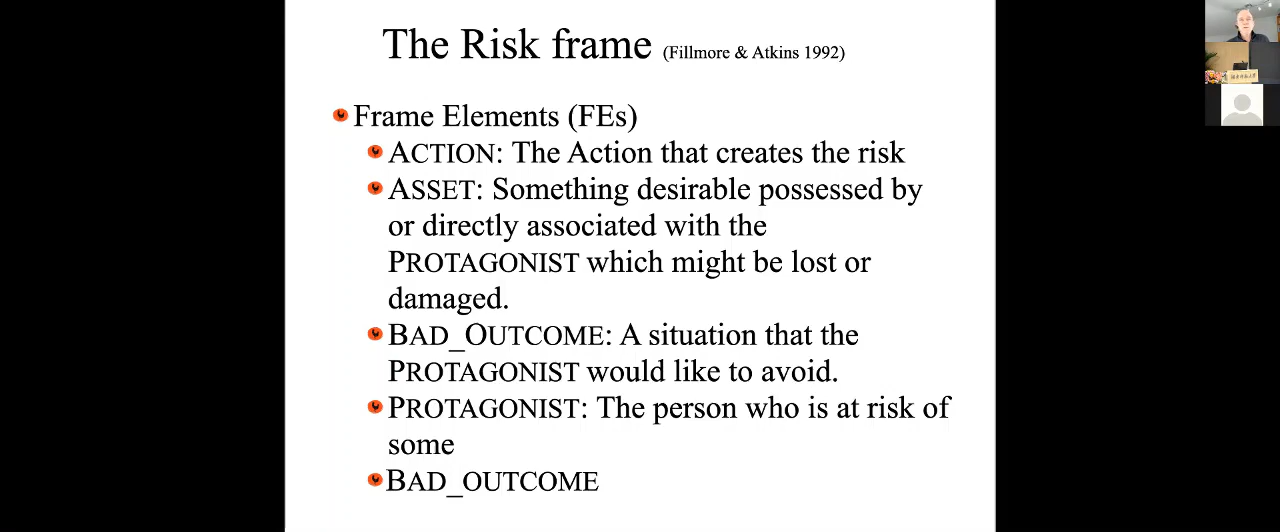 The Risk frame (Fillmore & Atkins 1992)
Frame Elements (FEs)
ACTION: The Action that creates the risk
ASSET: Something desirable possessed by
or directly associated with the
PROTAGONIST which might be lost or
damaged.
BAD_OUTCOME: A situation that the
PROTAGONIST would like to avoid.
PROTAGONIST: The person who is at risk of
some
BAD_OUTCOME